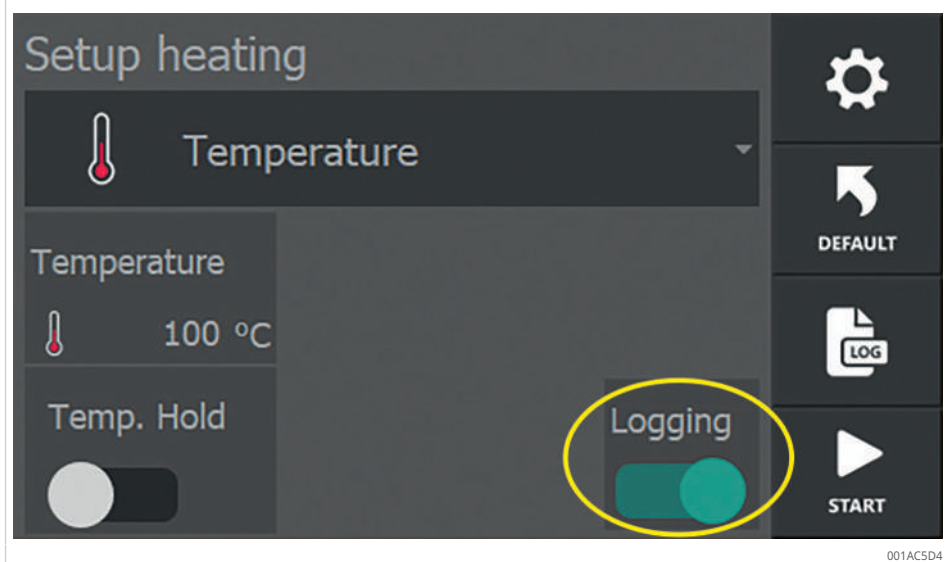 Setup heating
Temperature
DEFAULT
Temperature
100 °C
LOG
Temp. Hold
Logging
START
001AC5D4